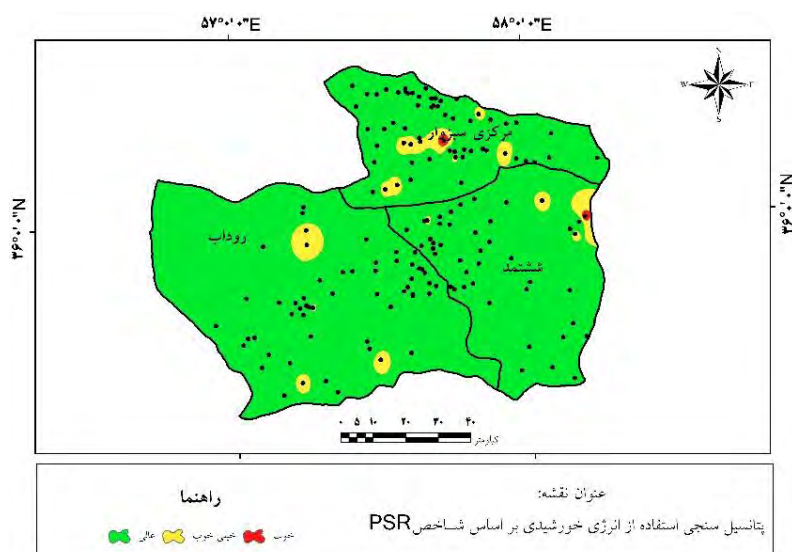 ۵۷°۰'۰"E
۵۸°۰'۰"E
N
W
S
مرکزی سبزوار
۳۶°۰'۰"N
۳۶°۰'۰"N
روداب
ششتمد
۰ ۵ ۱۰ ۲۰ ۳۰ ۴۰
کیلومتر
عنوان نقشه:
پتانسیل سنجی استفاده از انرژی خورشیدی بر اساس شاخص PSR
راهنما
خوب
خیلی خوب
عالی